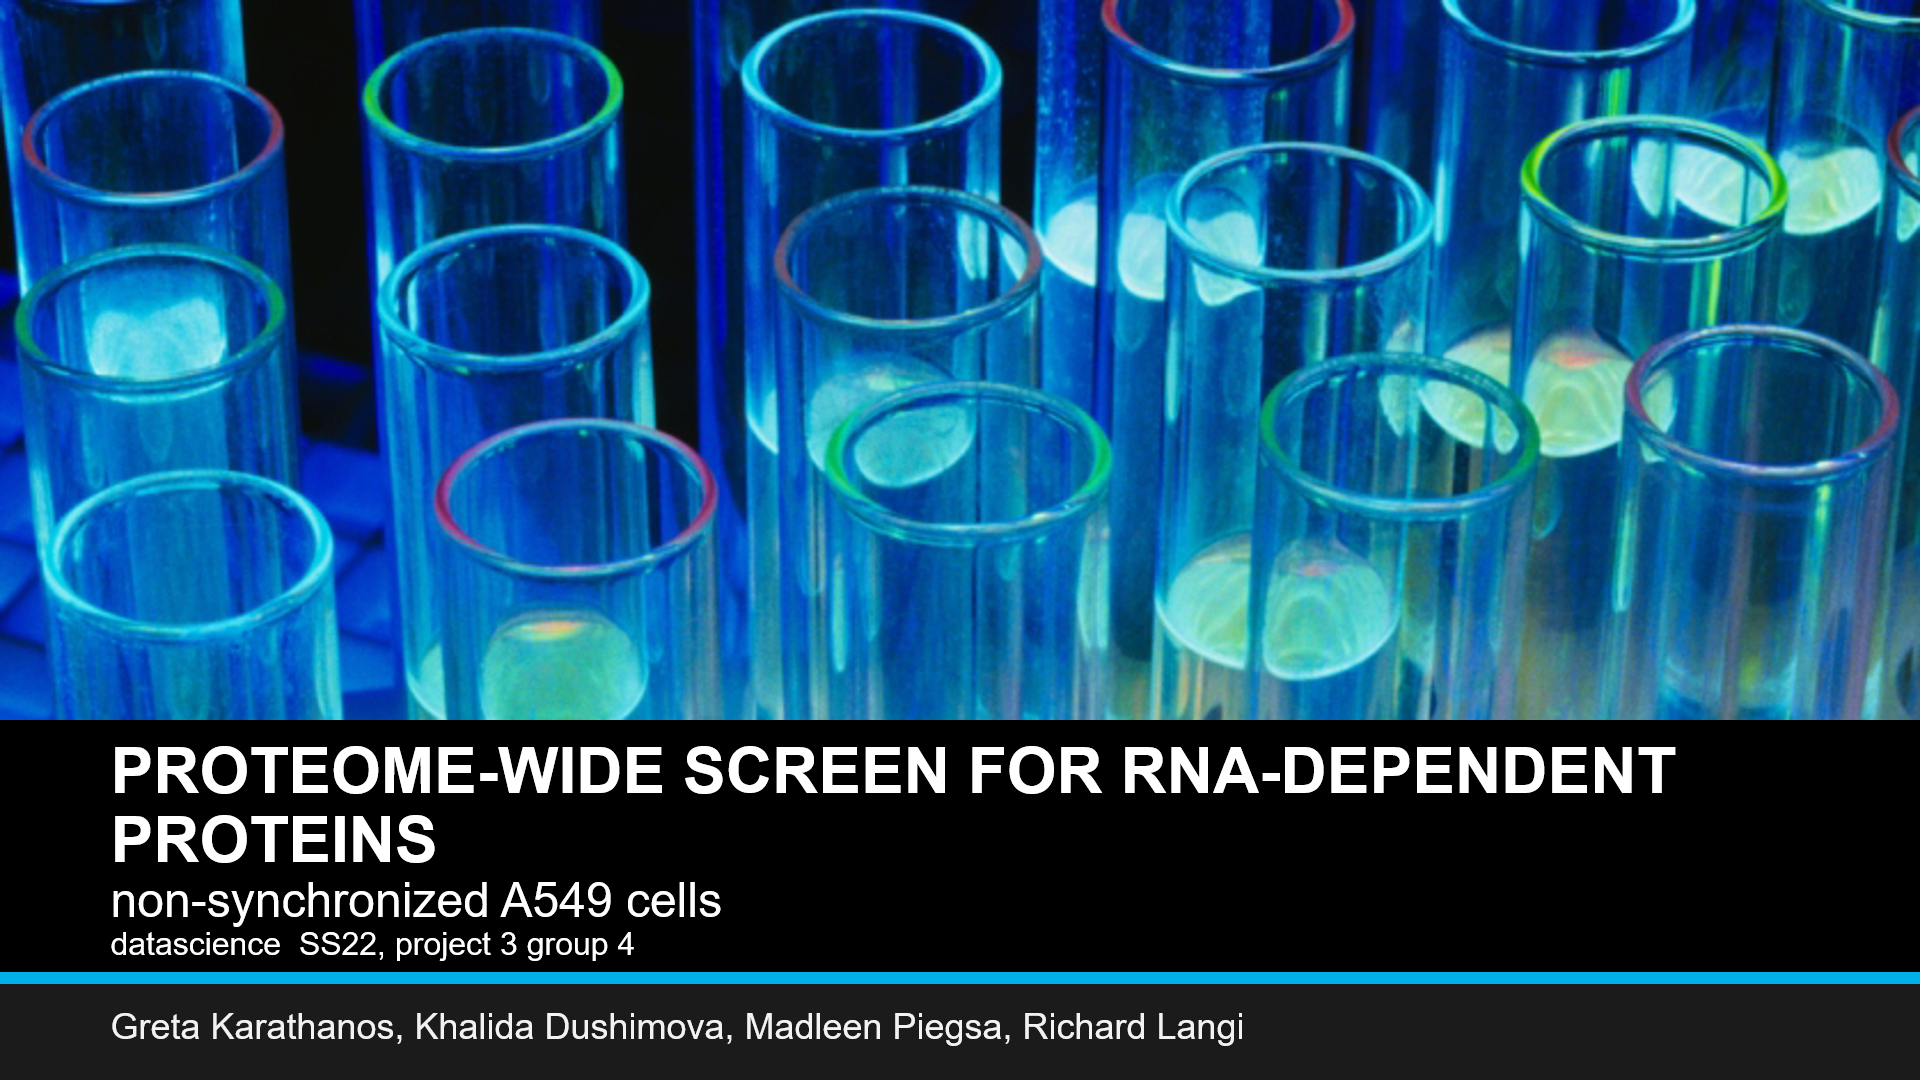 PROTEOME-WIDE SCREEN FOR RNA-DEPENDENT
PROTEINS
non-synchronized A549 cells
datascience  SS22, project 3 group 4
Greta Karathanos, Khalida Dushimova, Madleen Piegsa, Richard Langi